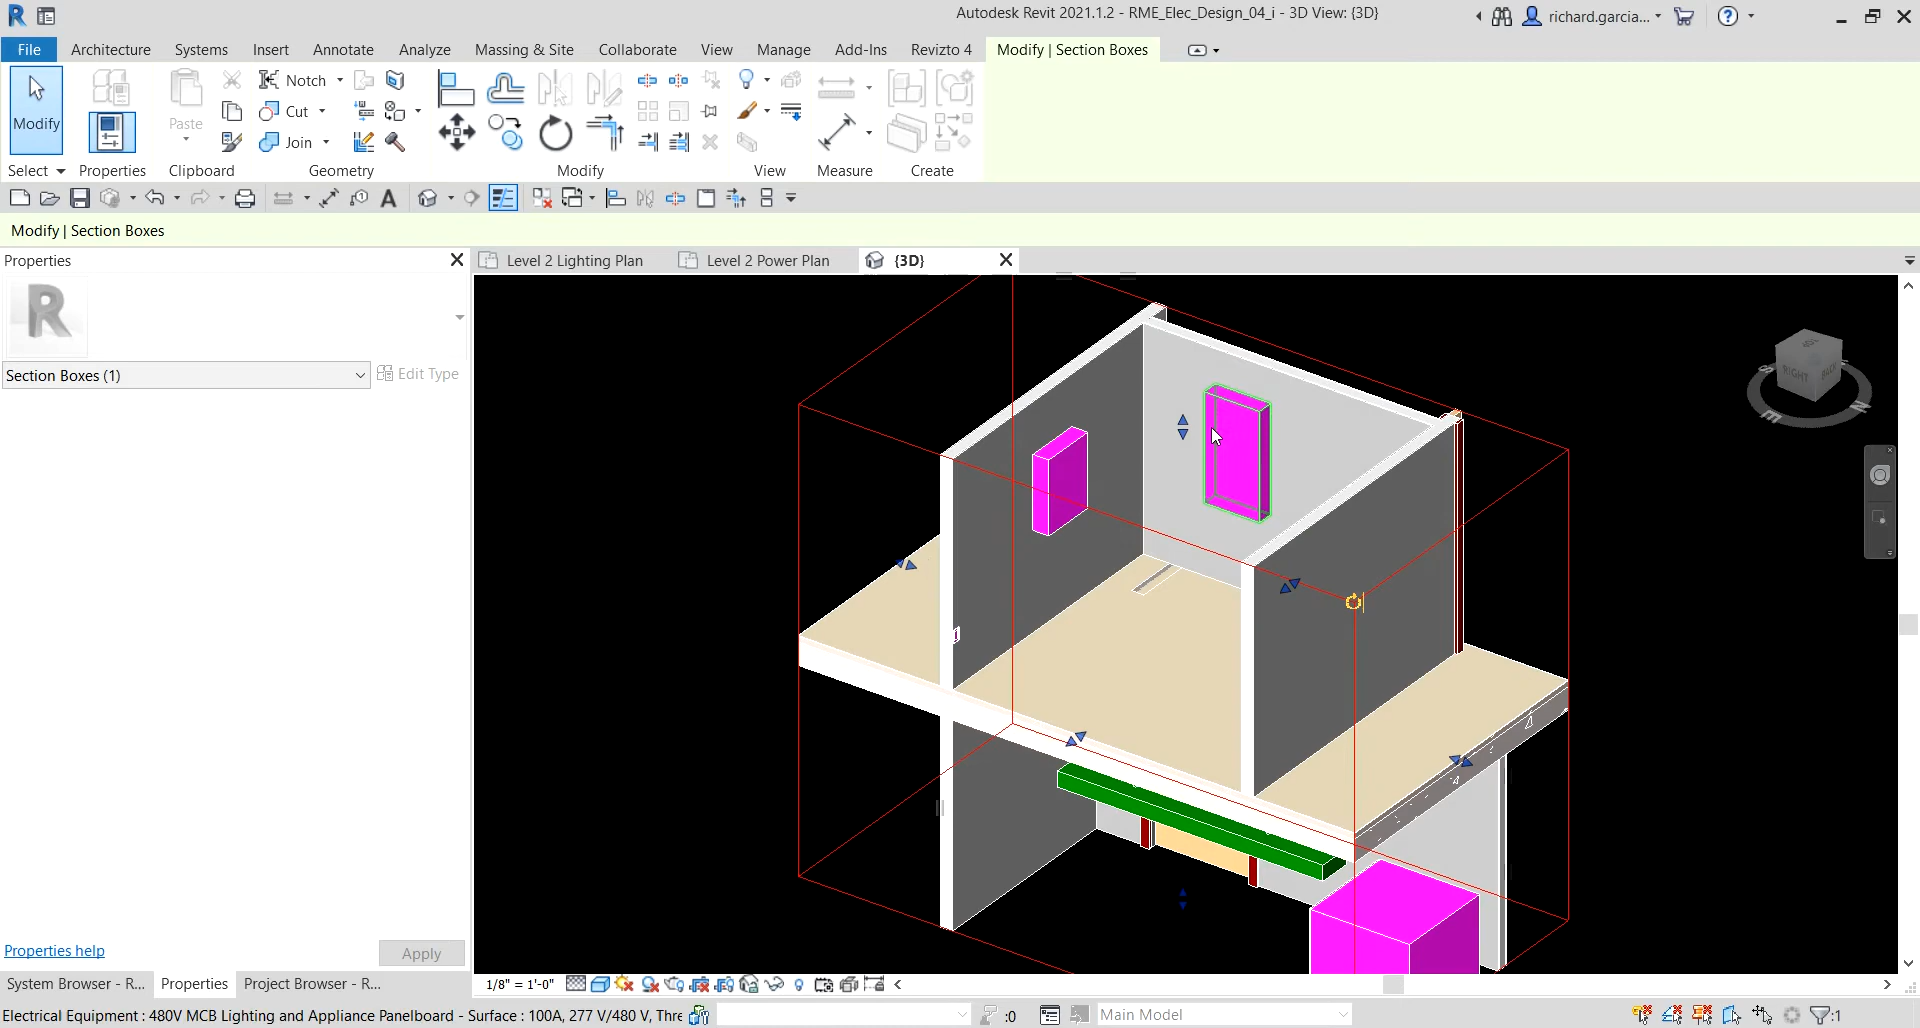 Autodesk Revit 2021.1.2 - RME_Elec_Design_04_i - 3D View: {3D}
richard.garcia...
File Architecture Systems Insert Annotate Analyze Massing & Site Collaborate View Manage Add-Ins Revizto 4 Modify | Section Boxes
Modify
Paste
Notch
Cut
Join
Select Properties Clipboard Geometry Modify View Measure Create
Modify | Section Boxes
Properties
Level 2 Lighting Plan
Level 2 Power Plan
{3D}
R
Section Boxes (1)
Edit Type
TOP
RIGHT
BACK
S
E
N
Properties help
Apply
System Browser - R...
Properties
Project Browser - R...
1/8" = 1'-0"
Electrical Equipment : 480V MCB Lighting and Appliance Panelboard - Surface : 100A, 277 V/480 V, Thre
:0
Main Model
:1